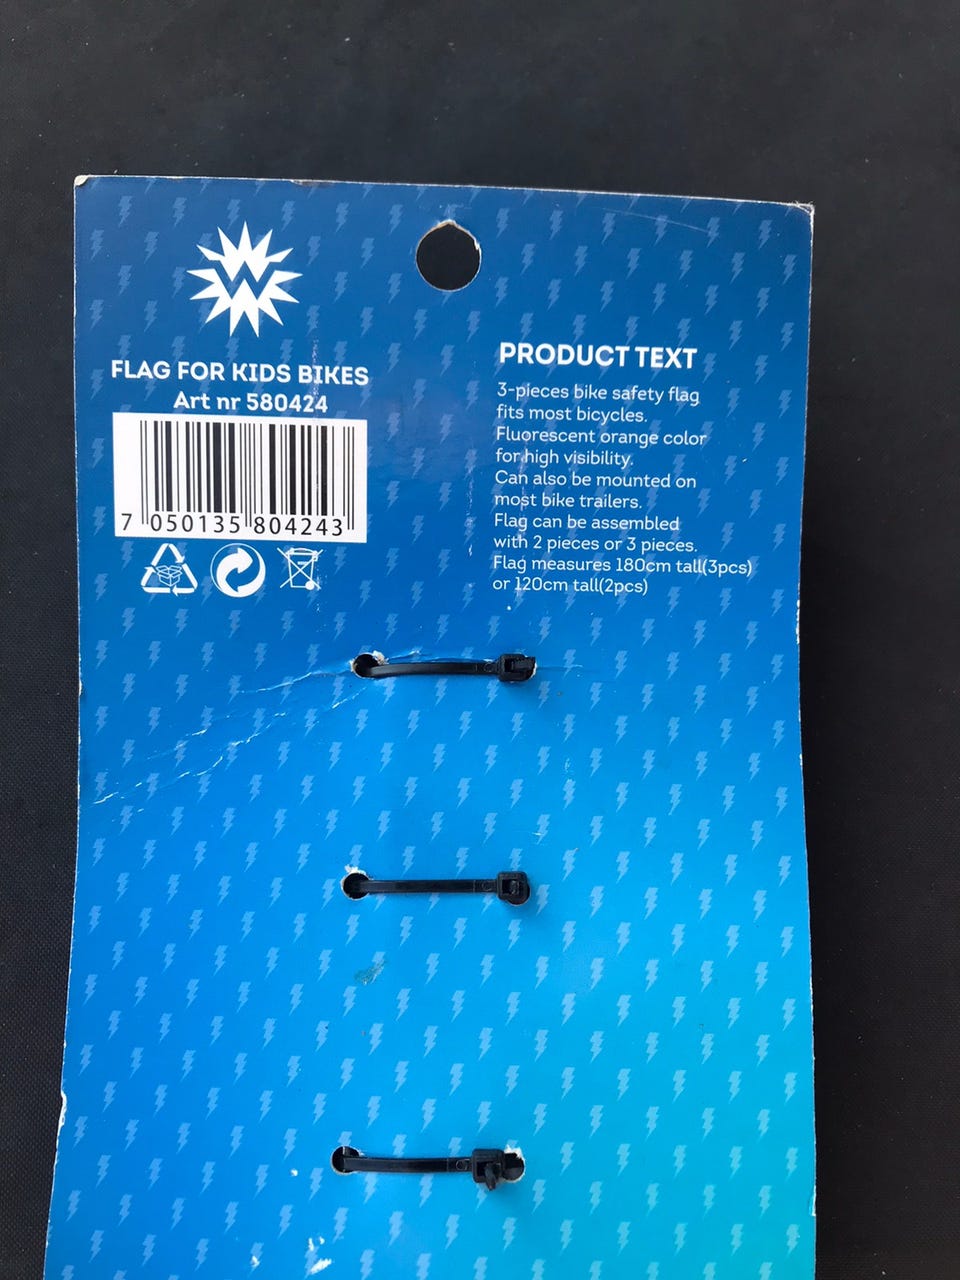 FLAG FOR KIDS BIKES
Art nr 580424
7 050135 804243
PRODUCT TEXT
3-pieces bike safety flag
fits most bicycles.
Fluorescent orange color
for high visibility.
Can also be mounted on
most bike trailers.
Flag can be assembled
with 2 pieces or 3 pieces.
Flag measures 180cm tall(3pcs)
or 120cm tall(2pcs)